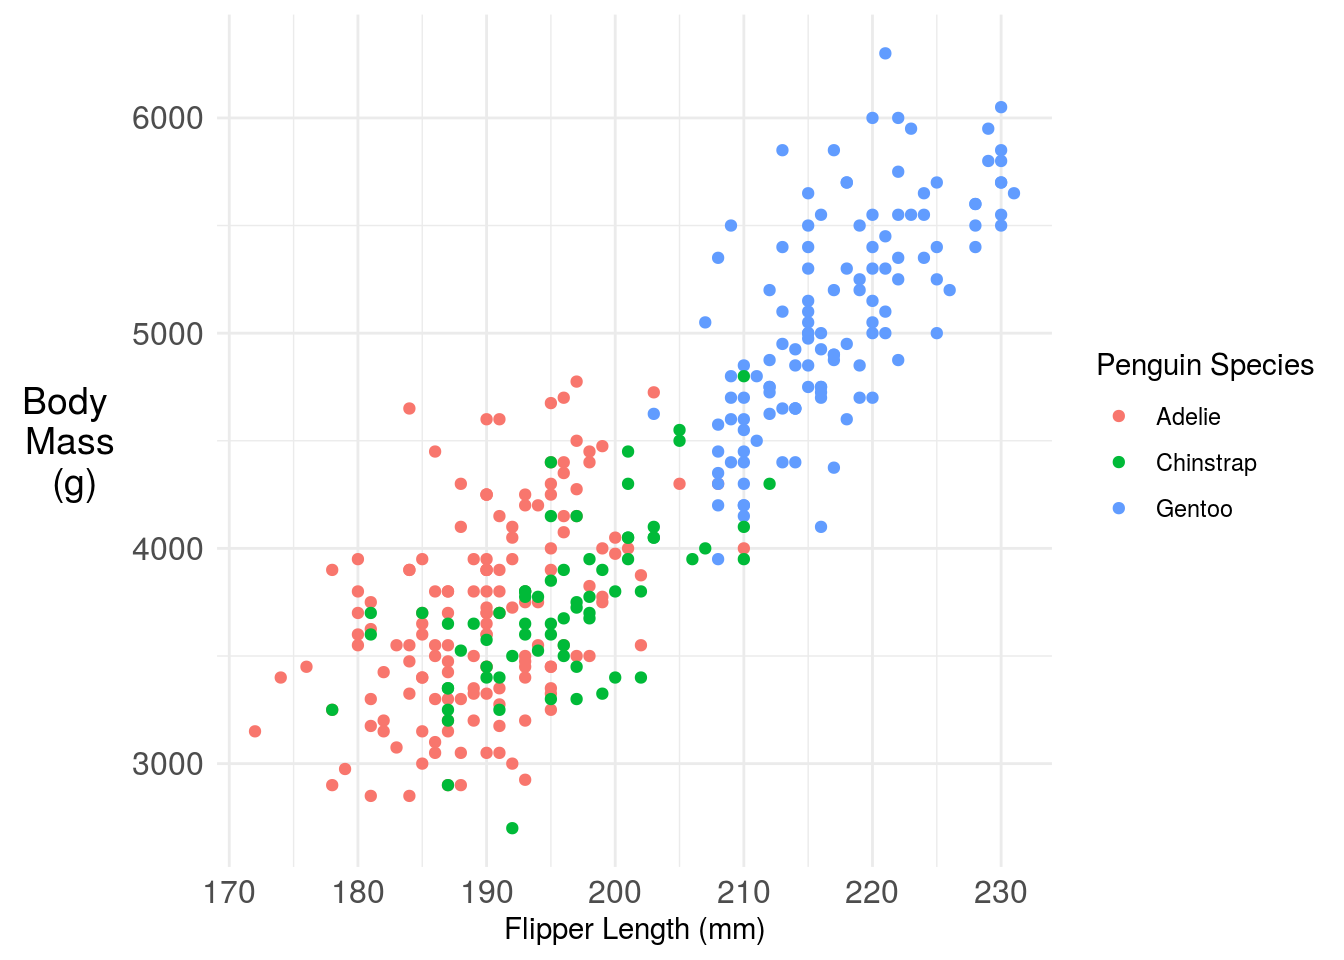 6000
5000
4000
3000
Body
Mass
(g)
170 180 190 200 210 220 230
Flipper Length (mm)
Penguin Species
Adelie
Chinstrap
Gentoo